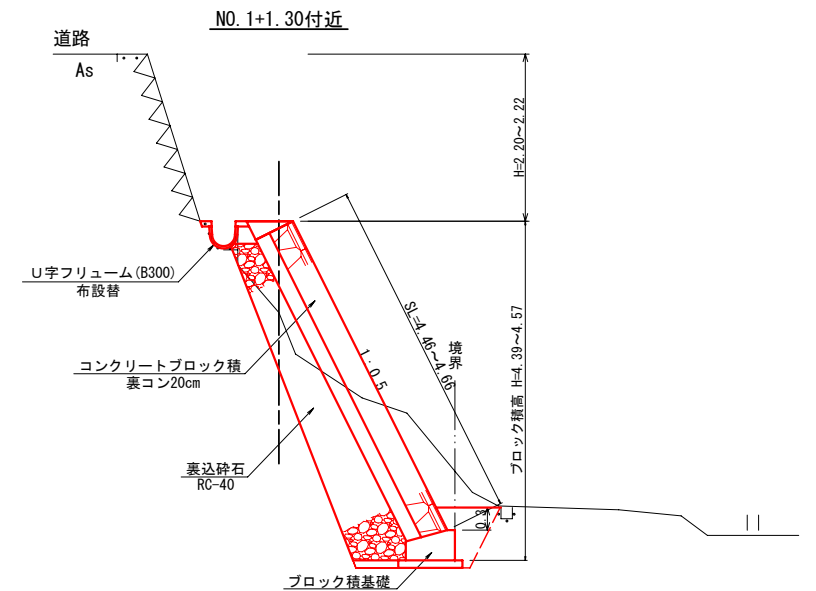 NO.1+1.30付近
道路
As
H=2.20～2.22
U字フリューム(B300)
布設替
SL=4.46～4.66
境界
1:0.5
コンクリートブロック積
裏コン20cm
ブロック積高 H=4.39～4.57
裏込砕石
RC-40
0.3
ブロック積基礎